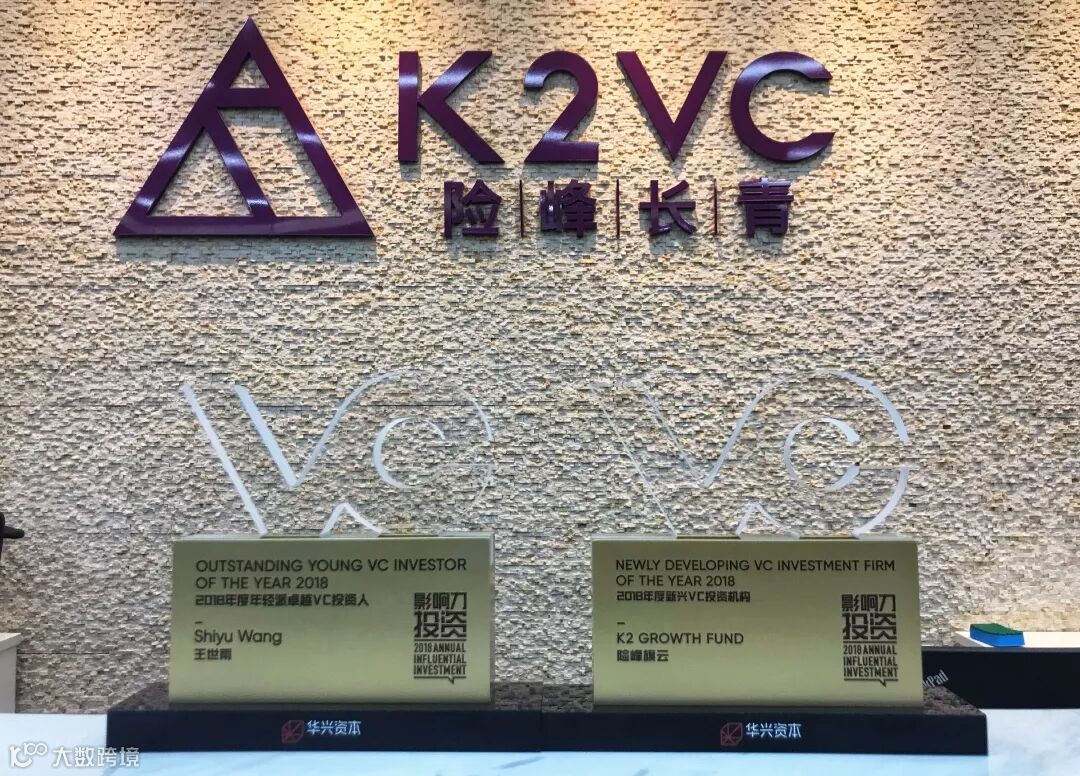 K2VC
险|峰|长|青
OUTSTANDING YOUNG VC INVESTOR
OF THE YEAR 2018
2018年度年轻派卓越VC投资人
–
Shiyu Wang
王世雨
影响力
投资
2018 ANNUAL
INFLUENTIAL
INVESTMENT
华兴资本
NEWLY DEVELOPING VC INVESTMENT FIRM
OF THE YEAR 2018
2018年度新兴VC投资机构
–
K2 GROWTH FUND
险峰旗云
影响力
投资
2018 ANNUAL
INFLUENTIAL
INVESTMENT
华兴资本
大数跨境